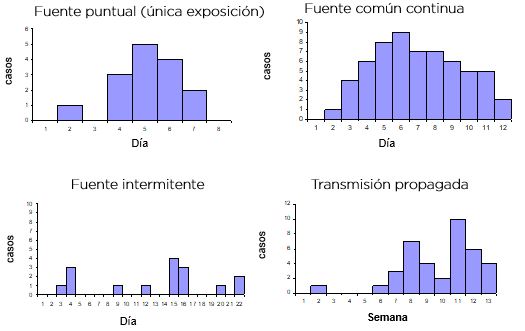 Fuente puntual (única exposición)
6
5
4
3
2
1
0
casos
1 2 3 4 5 6 7 8
Día
Fuente común continua
10
9
8
7
6
5
4
3
2
1
0
casos
1 2 3 4 5 6 7 8 9 10 11 12
Día
Fuente intermitente
10
9
8
7
6
5
4
3
2
1
0
casos
1 2 3 4 5 6 7 8 9 10 11 12 13 14 15 16 17 18 19 20 21 22
Día
Transmisión propagada
12
10
8
6
4
2
0
casos
1 2 3 4 5 6 7 8 9 10 11 12 13
Semana